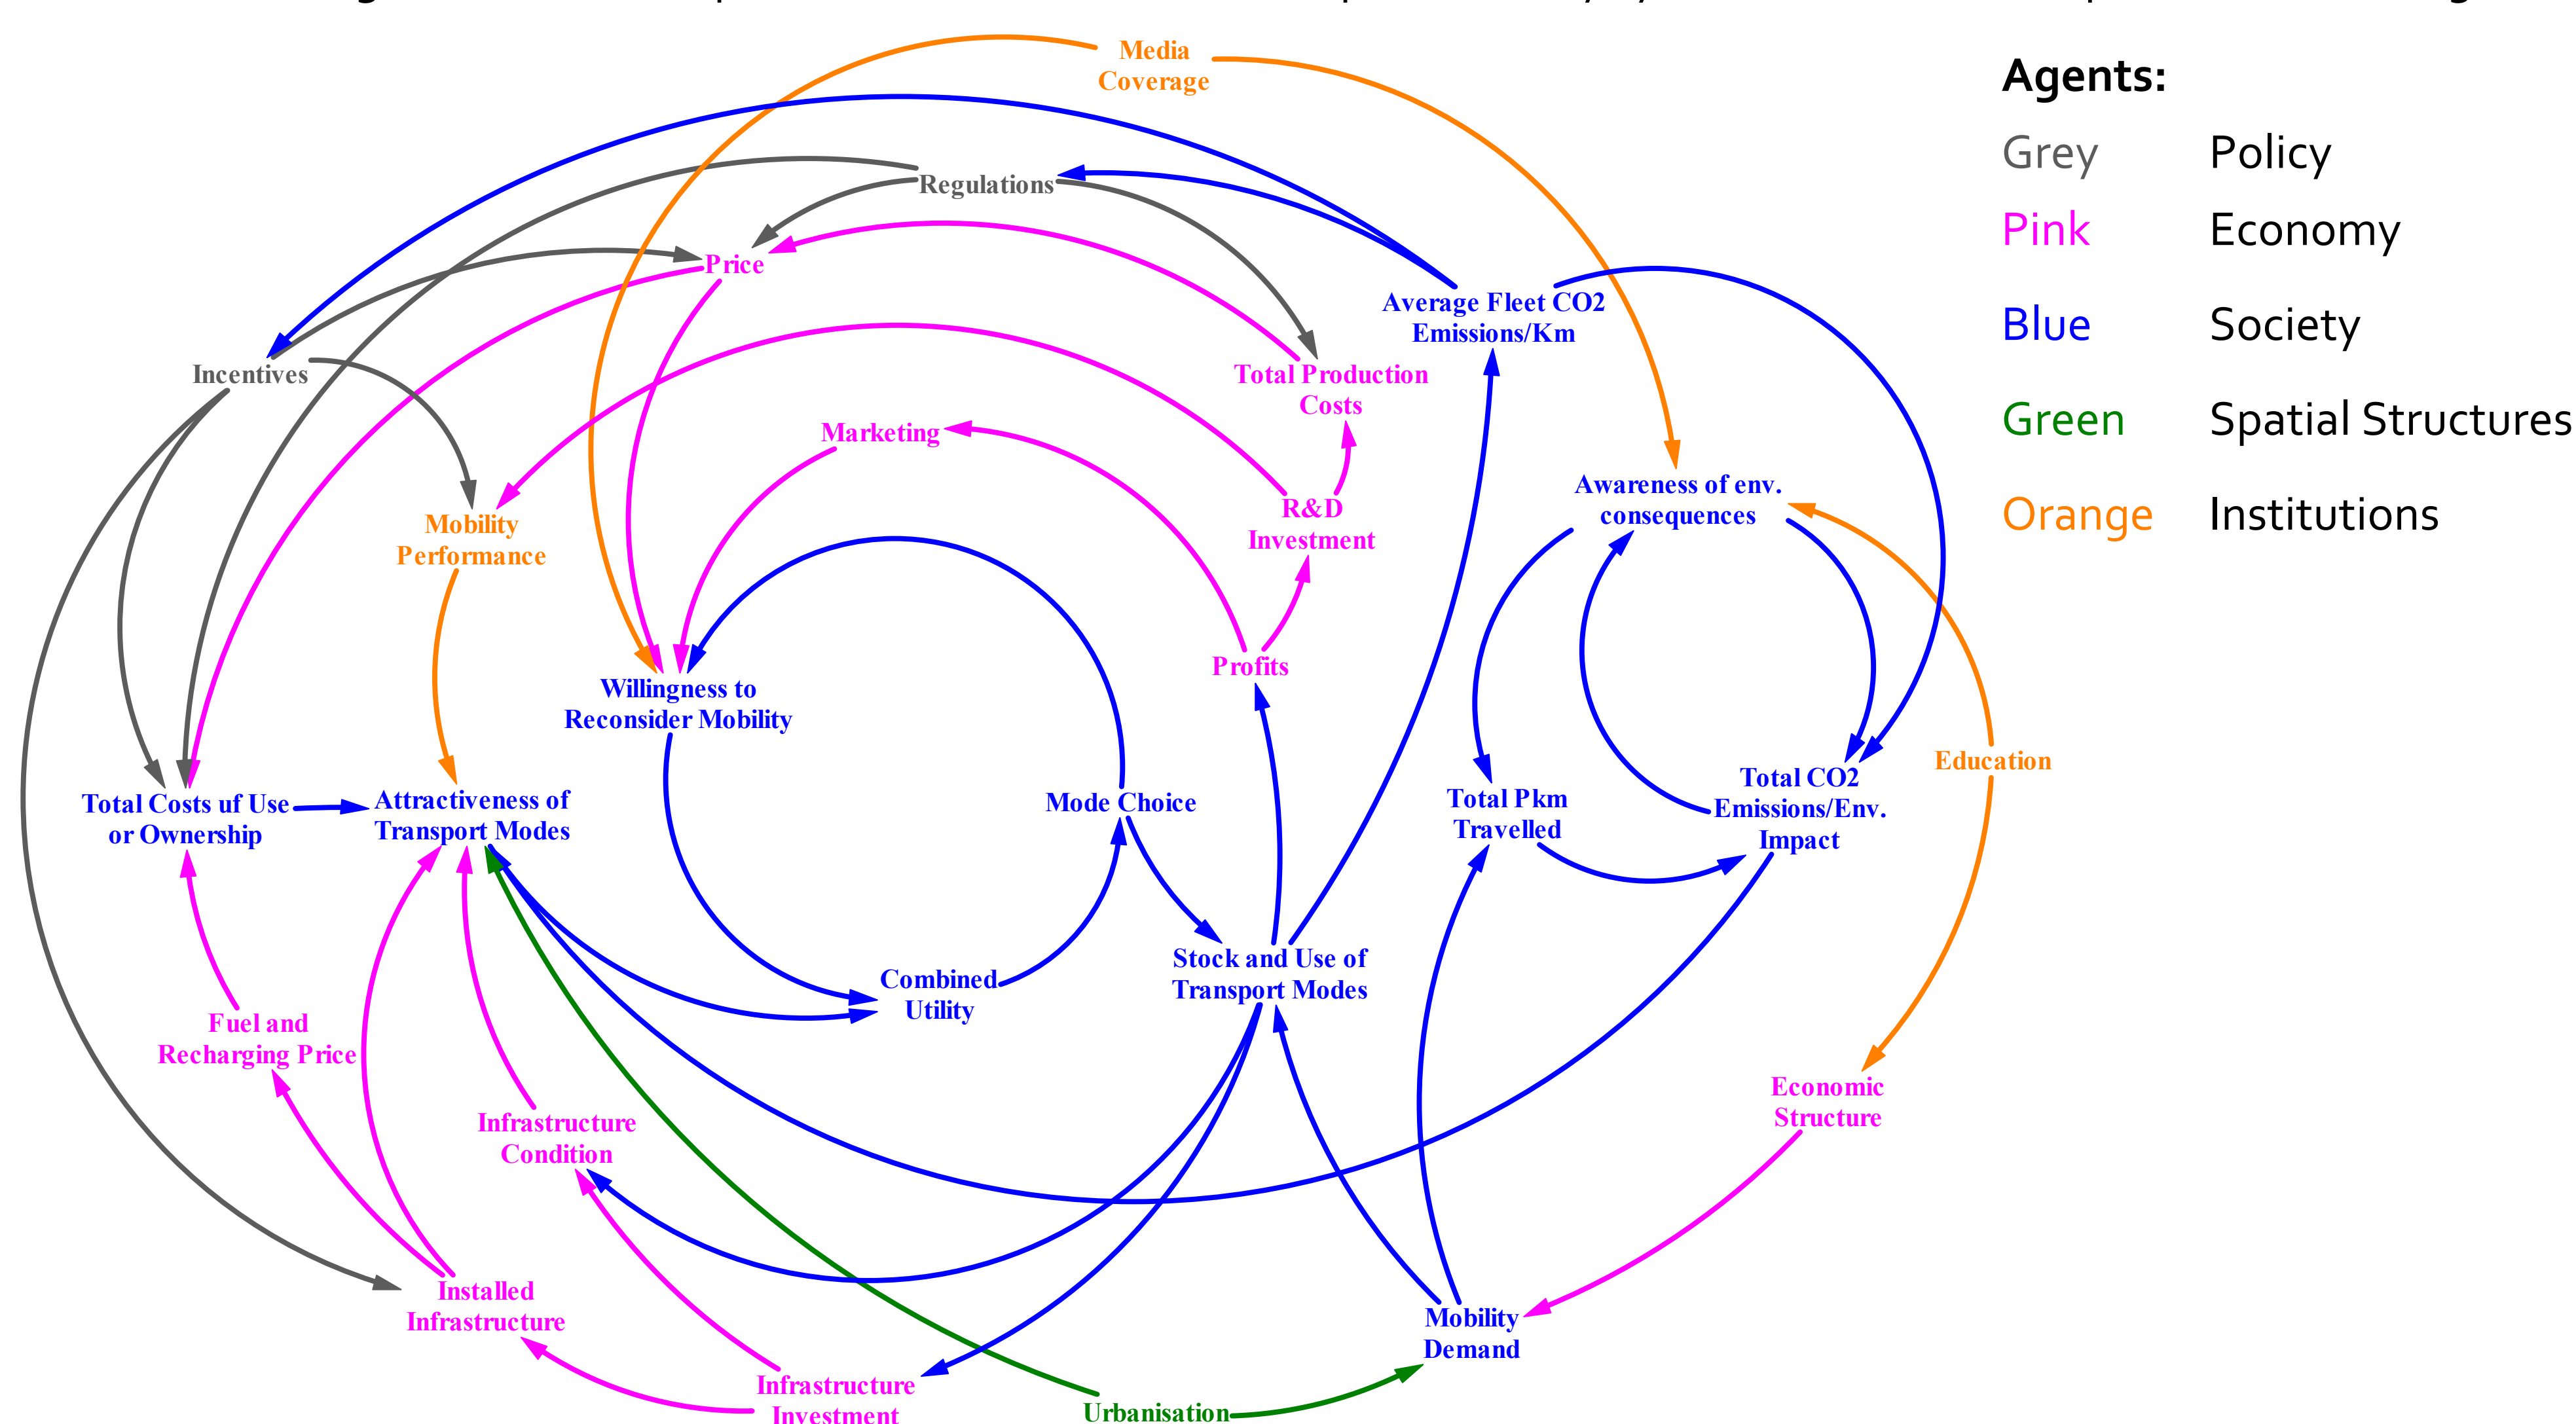 Media
Coverage
Agents:
Grey Policy
Pink Economy
Blue Society
Green Spatial Structures
Orange Institutions
Regulations
Price
Average Fleet CO2
Emissions/Km
Incentives
Total Production
Costs
Marketing
Awareness of env.
consequences
R&D
Investment
Mobility
Performance
Profits
Willingness to
Reconsider Mobility
Education
Total Costs uf Use
or Ownership
Attractiveness of
Transport Modes
Mode Choice
Total Pkm
Travelled
Total CO2
Emissions/Env.
Impact
Stock and Use of
Transport Modes
Combined
Utility
Fuel and
Recharging Price
Economic
Structure
Infrastructure
Condition
Installed
Infrastructure
Mobility
Demand
Infrastructure
Investment
Urbanisation